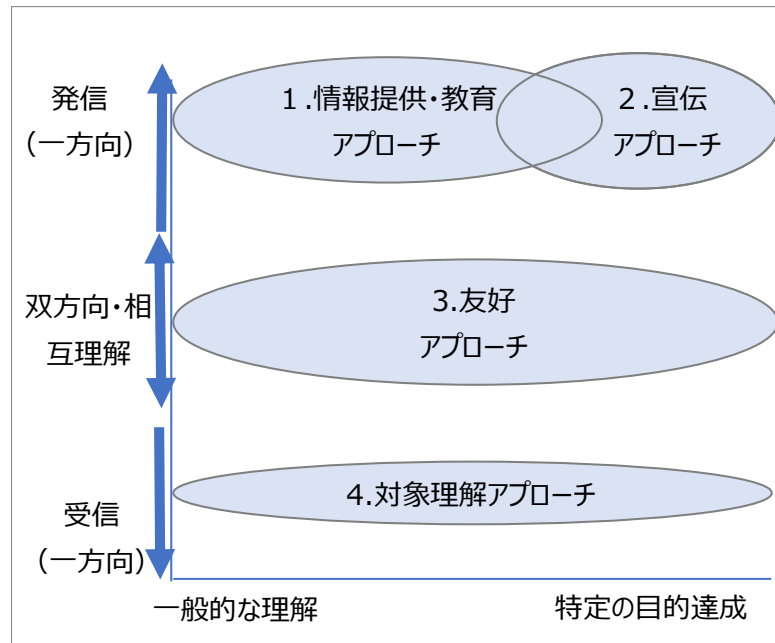 発信
(一方向)
１.情報提供・教育
アプローチ
２.宣伝
アプローチ
双方向・相
互理解
3.友好
アプローチ
4.対象理解アプローチ
受信
(一方向)
一般的な理解
特定の目的達成